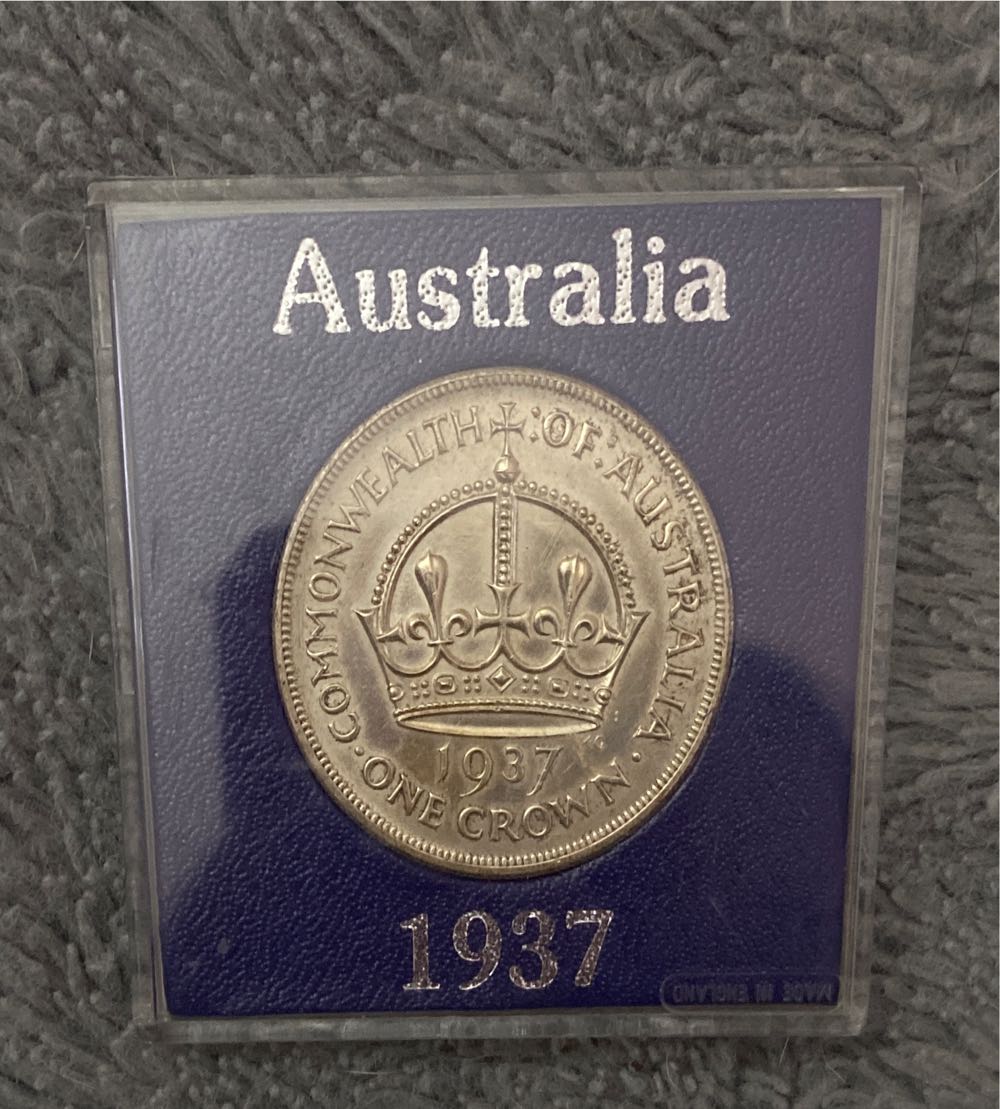 Australia
COMMONWEALTH OF AUSTRALIA
1937
· ONE CROWN ·
1937
MADE IN ENGLAND